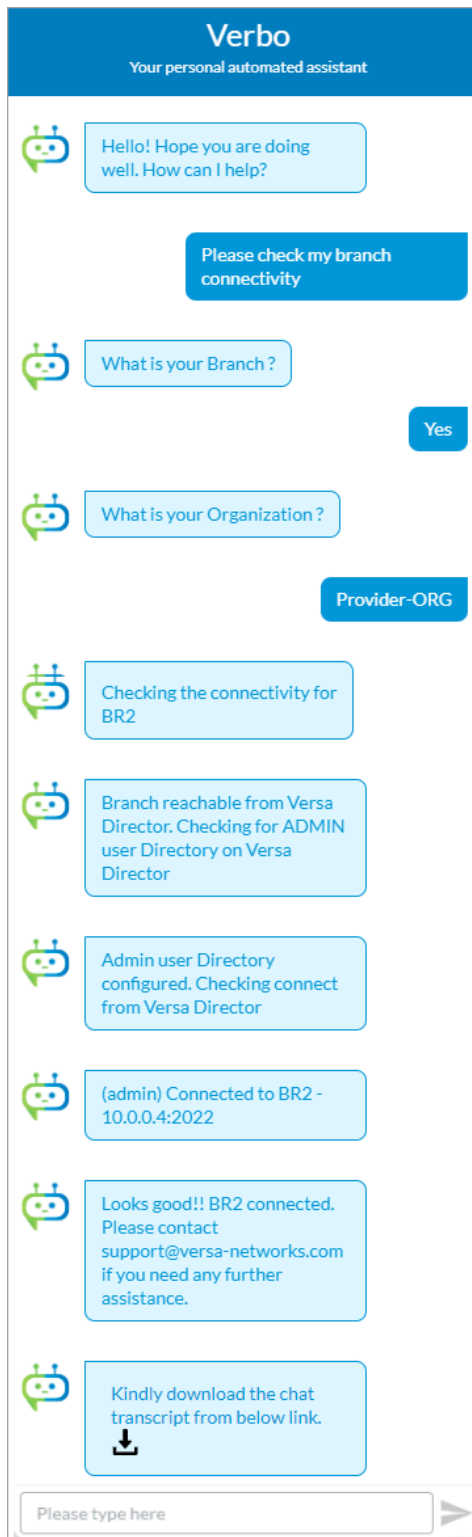 Verbo
Your personal automated assistant
Hello! Hope you are doing
well. How can I help?
Please check my branch
connectivity
What is your Branch ?
Yes
What is your Organization ?
Provider-ORG
Checking the connectivity for
BR2
Branch reachable from Versa
Director. Checking for ADMIN
user Directory on Versa
Director
Admin user Directory
configured. Checking connect
from Versa Director
(admin) Connected to BR2 -
10.0.0.4:2022
Looks good!! BR2 connected.
Please contact
support@versa-networks.com
if you need any further
assistance.
Kindly download the chat
transcript from below link.
Please type here